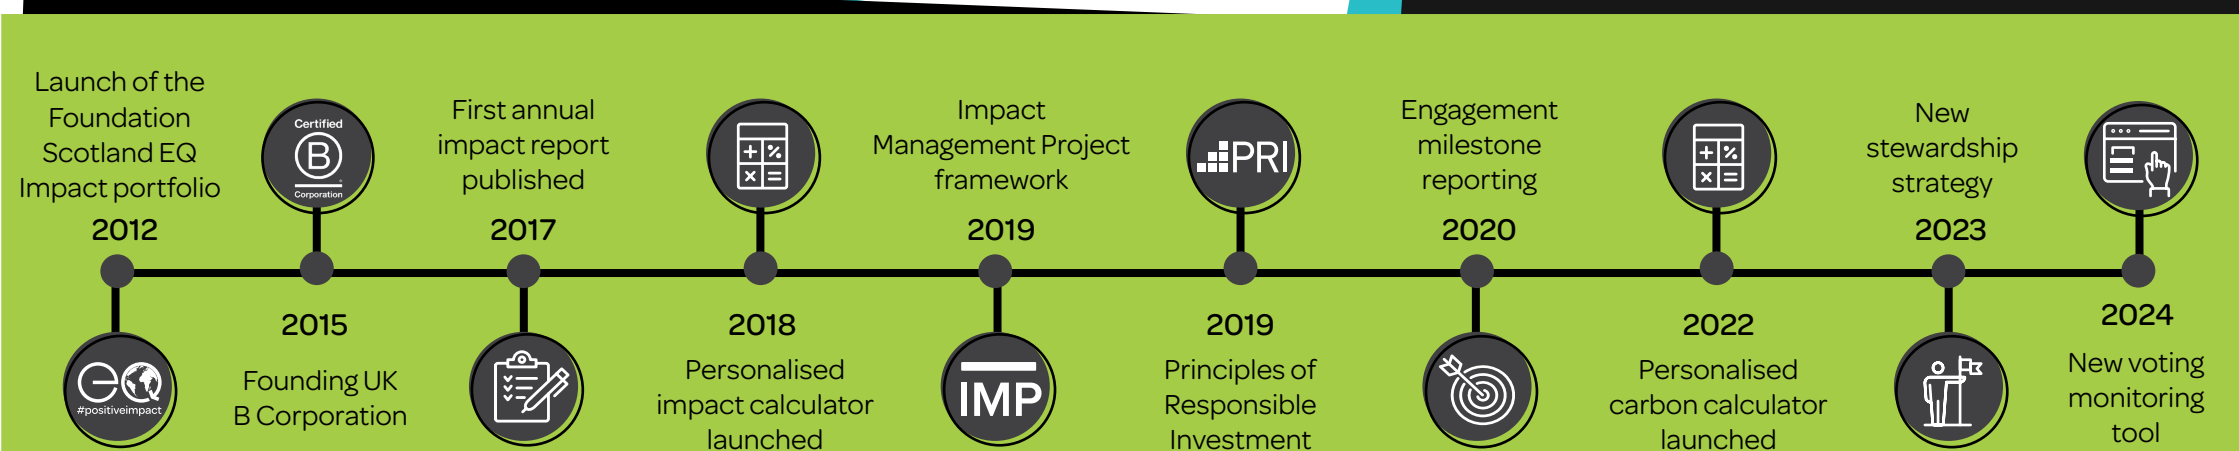 Launch of the
Foundation
Scotland EQ
Impact portfolio
2012
EQ
#positiveimpact
Certified
B
Corporation
2015
Founding UK
B Corporation
First annual
impact report
published
2017
+ %
× =
2018
Personalised
impact calculator
launched
Impact
Management Project
framework
2019
IMP
PRI
2019
Principles of
Responsible
Investment
Engagement
milestone
reporting
2020
+ %
× =
2022
Personalised
carbon calculator
launched
New
stewardship
strategy
2023
2024
New voting
monitoring
tool